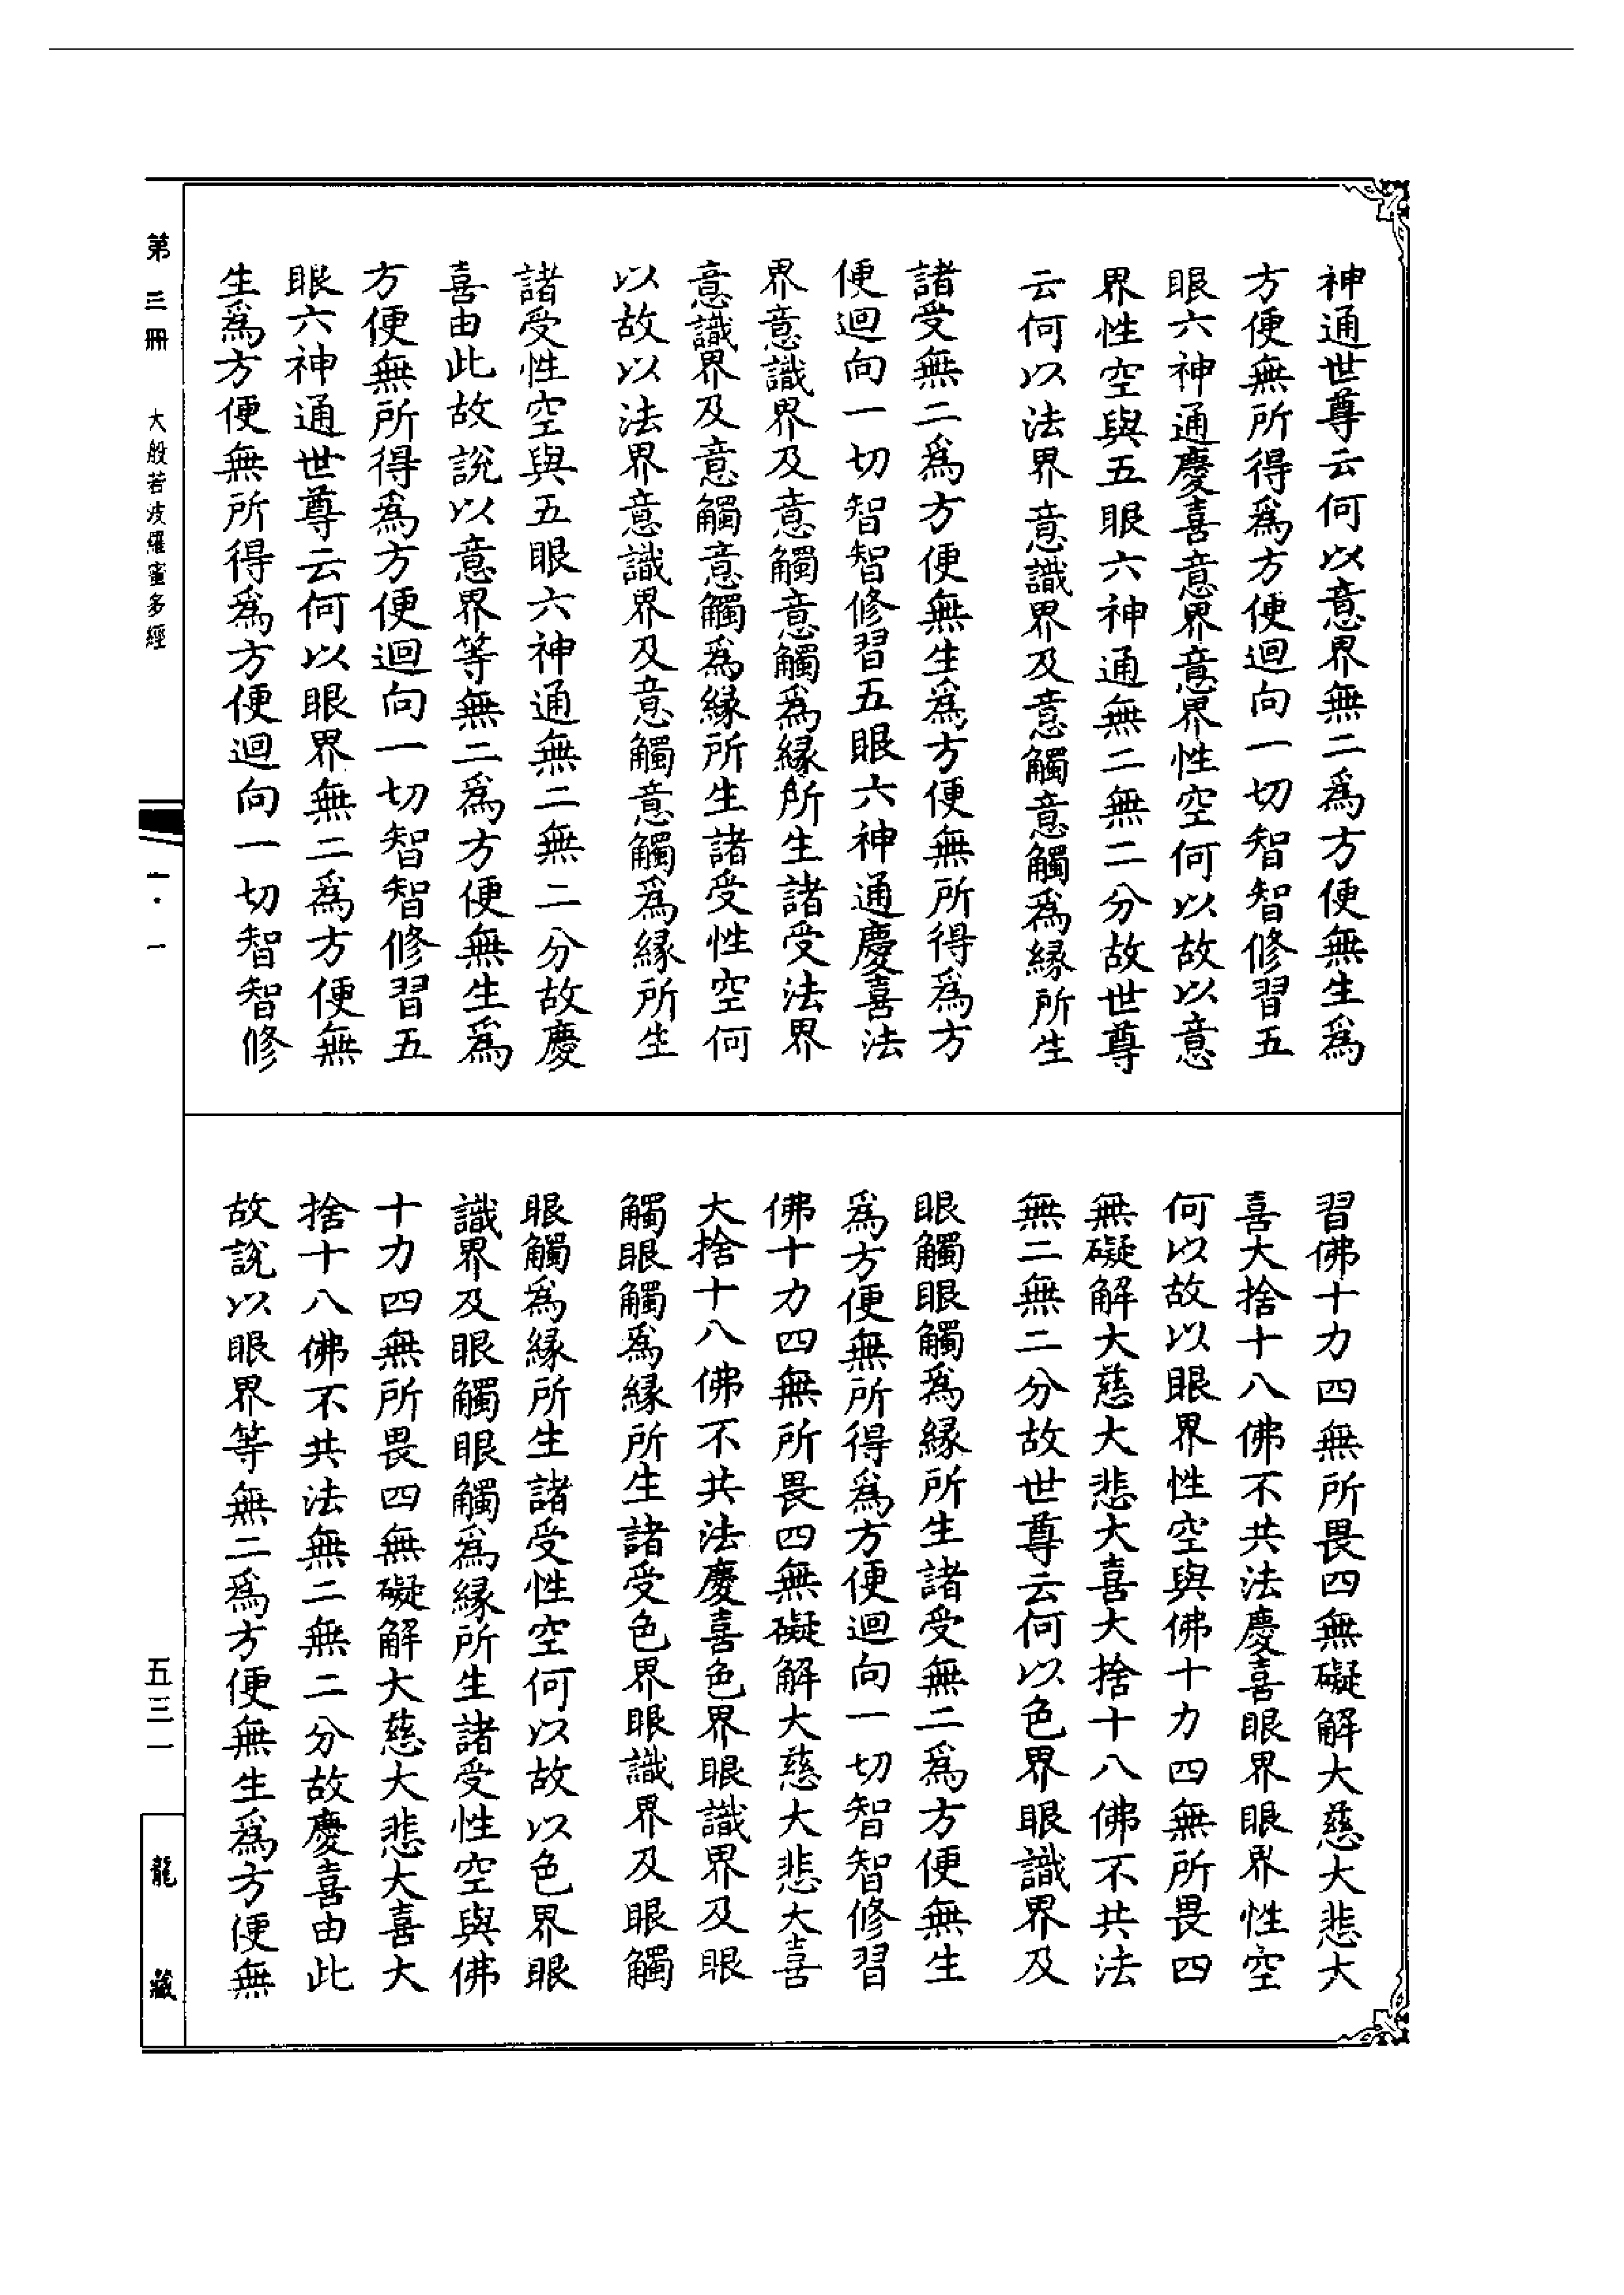 神通世尊云何以意界無二爲方便無生爲
方便無所得爲方便迴向一切智智修習五
眼六神通慶喜意界意界性空何以故以意
界性空與五眼六神通無二無二分故世尊
云何以法界意識界及意觸意觸爲緣所生
諸受無二爲方便無生爲方便無所得爲方
便迴向一切智智修習五眼六神通慶喜法
界意識界及意觸意觸爲緣所生諸受法界
意識界及意觸意觸爲緣所生諸受性空何
以故以法界意識界及意觸意觸爲緣所生
諸受性空與五眼六神通無二無二分故慶
喜由此故說以意界等無二爲方便無生爲
方便無所得爲方便迴向一切智智修習五
眼六神通世尊云何以眼界無二爲方便無
生爲方便無所得爲方便迴向一切智智修
習佛十力四無所畏四無礙解大慈大悲大
喜大捨十八佛不共法慶喜眼界眼界性空
何以故以眼界性空與佛十力四無所畏四
無礙解大慈大悲大喜大捨十八佛不共法
無二無二分故世尊云何以色界眼識界及
眼觸眼觸爲緣所生諸受無二爲方便無生
爲方便無所得爲方便迴向一切智智修習
佛十力四無所畏四無礙解大慈大悲大喜
大捨十八佛不共法慶喜色界眼識界及眼
觸眼觸爲緣所生諸受色界眼識界及眼觸
眼觸爲緣所生諸受性空何以故以色界眼
識界及眼觸眼觸爲緣所生諸受性空與佛
十力四無所畏四無礙解大慈大悲大喜大
捨十八佛不共法無二無二分故慶喜由此
故說以眼界等無二爲方便無生爲方便無
第三冊 大般若波羅蜜多經
一·一
五三一
龍藏